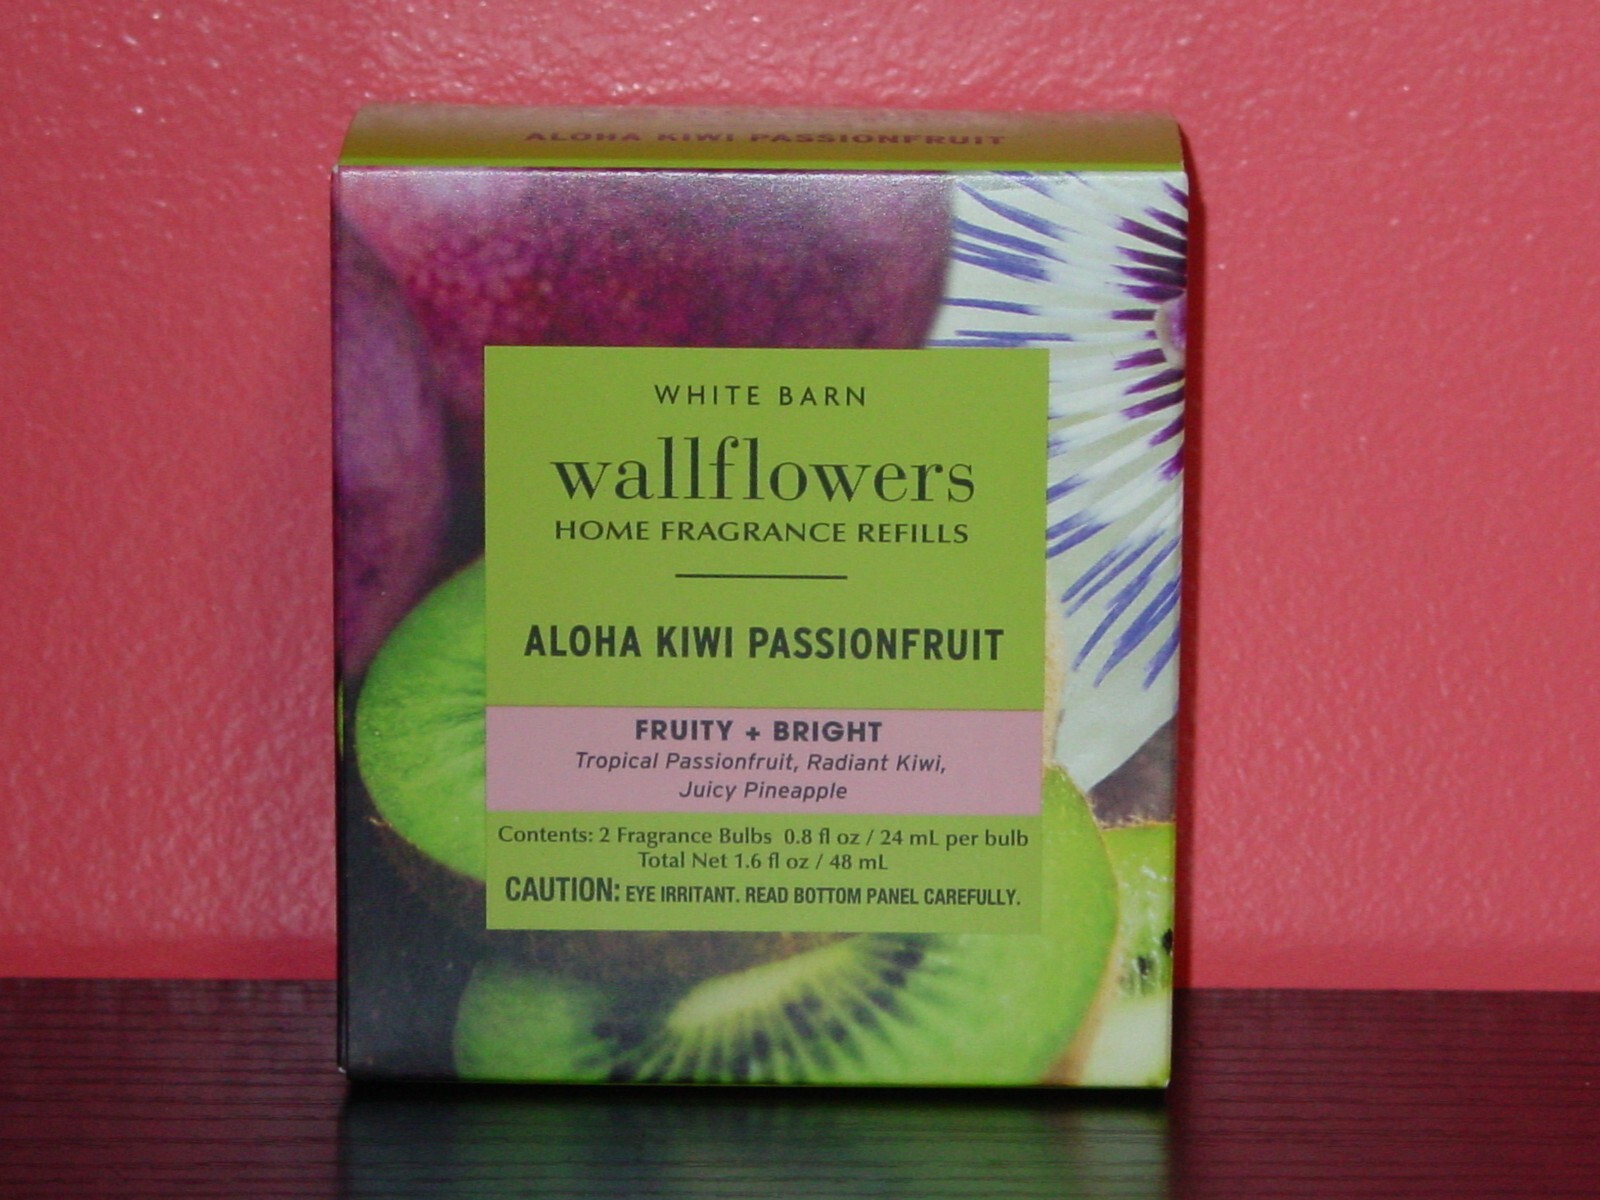 ALOHA KIWI PASSIONFRUIT
WHITE BARN
wallflowers
HOME FRAGRANCE REFILLS
ALOHA KIWI PASSIONFRUIT
FRUITY + BRIGHT
Tropical Passionfruit, Radiant Kiwi,
Juicy Pineapple
Contents: 2 Fragrance Bulbs 0.8 fl oz / 24 mL per bulb
Total Net 1.6 fl oz / 48 mL
CAUTION: EYE IRRITANT. READ BOTTOM PANEL CAREFULLY.